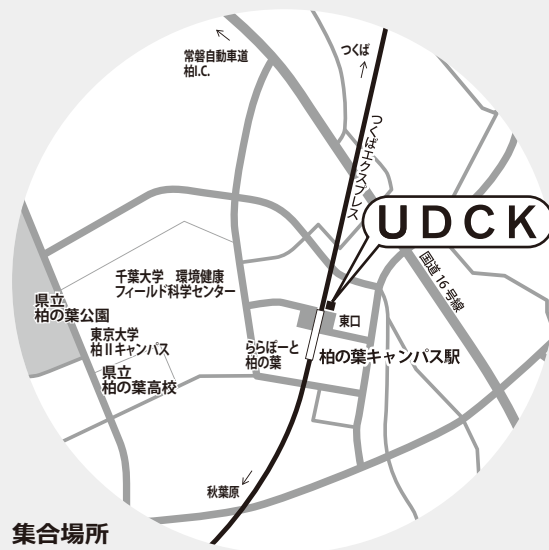 常磐自動車道
柏I.C.
つくば
つくばエクスプレス
UDCK
国道16号線
千葉大学　環境健康
フィールド科学センター
県立
柏の葉公園
東口
東京大学
柏Ⅱキャンパス
ららぽーと
柏の葉
柏の葉キャンパス駅
県立
柏の葉高校
秋葉原
集合場所